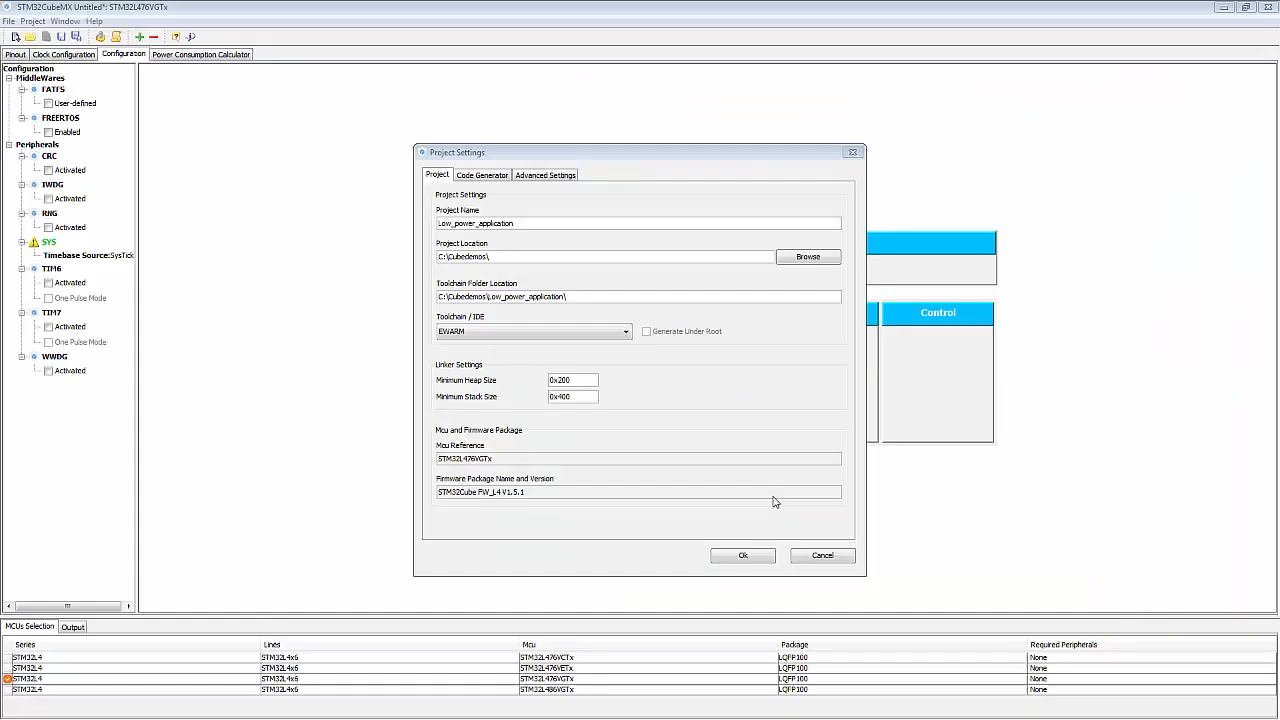 STM32CubeMX Untitled*: STM32L476VGTx
File Project Window Help
Pinout Clock Configuration Configuration Power Consumption Calculator
Configuration
MiddleWares
FATFS
User-defined
FREERTOS
Enabled
Peripherals
CRC
Activated
IWDG
Activated
RNG
Activated
SYS
Timebase Source:SysTick
TIM6
Activated
One Pulse Mode
TIM7
Activated
One Pulse Mode
WWDG
Activated
Project Settings
Project Code Generator Advanced Settings
Project Settings
Project Name
Low_power_application
Project Location
C:\Cubedemos\ Browse
Toolchain Folder Location
C:\Cubedemos\Low_power_application\
Toolchain / IDE
EWARM Generate Under Root
Linker Settings
Minimum Heap Size 0x200
Minimum Stack Size 0x400
Mcu and Firmware Package
Mcu Reference
STM32L476VGTx
Firmware Package Name and Version
STM32Cube FW_L4 V1.5.1
Ok Cancel
Control
MCUs Selection Output
Series Lines Mcu Package Required Peripherals
STM32L4 STM32L4x6 STM32L476VCTx LQFP100 None
STM32L4 STM32L4x6 STM32L476VETx LQFP100 None
STM32L4 STM32L4x6 STM32L476VGTx LQFP100 None
STM32L4 STM32L4x6 STM32L486VGTx LQFP100 None